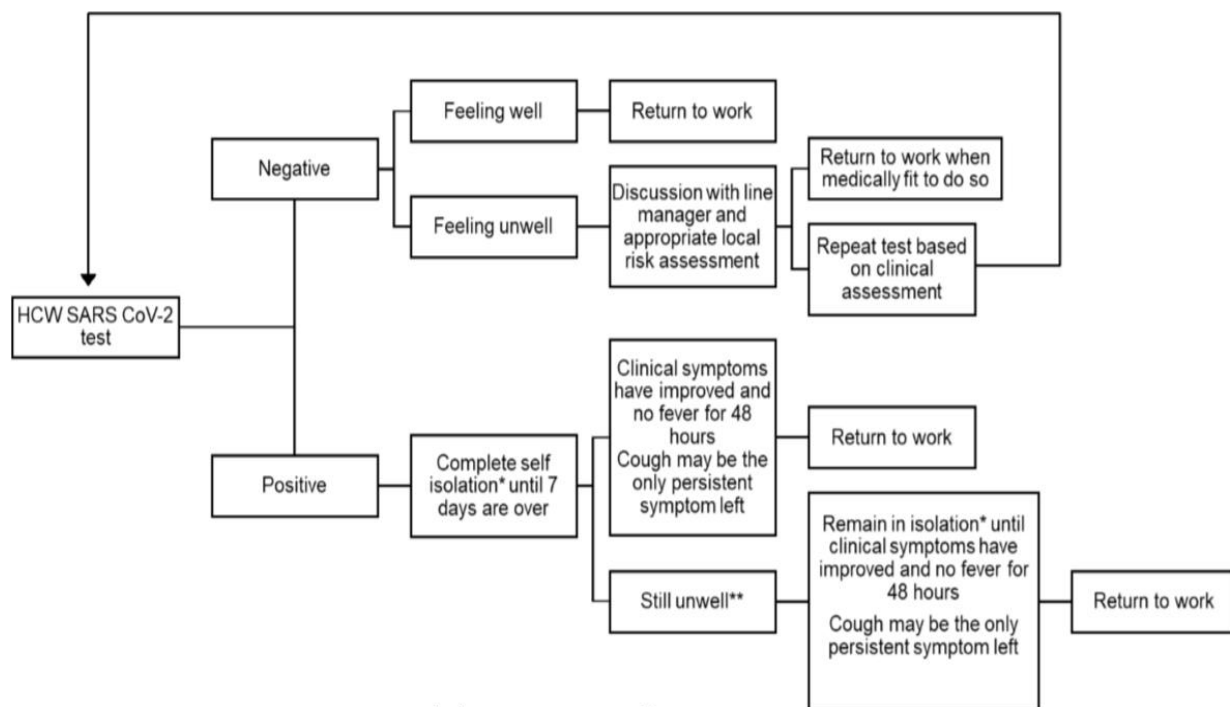 Feeling well
Return to work
Negative
Return to work when
medically fit to do so
Feeling unwell
Discussion with line
manager and
appropriate local
risk assessment
Repeat test based
on clinical
assessment
HCW SARS CoV-2
test
Clinical symptoms
have improved and
no fever for 48
hours
Cough may be the
only persistent
symptom left
Return to work
Positive
Complete self
isolation* until 7
days are over
Still unwell**
Remain in isolation* until
clinical symptoms have
improved and no fever for
48 hours
Cough may be the only
persistent symptom left
Return to work